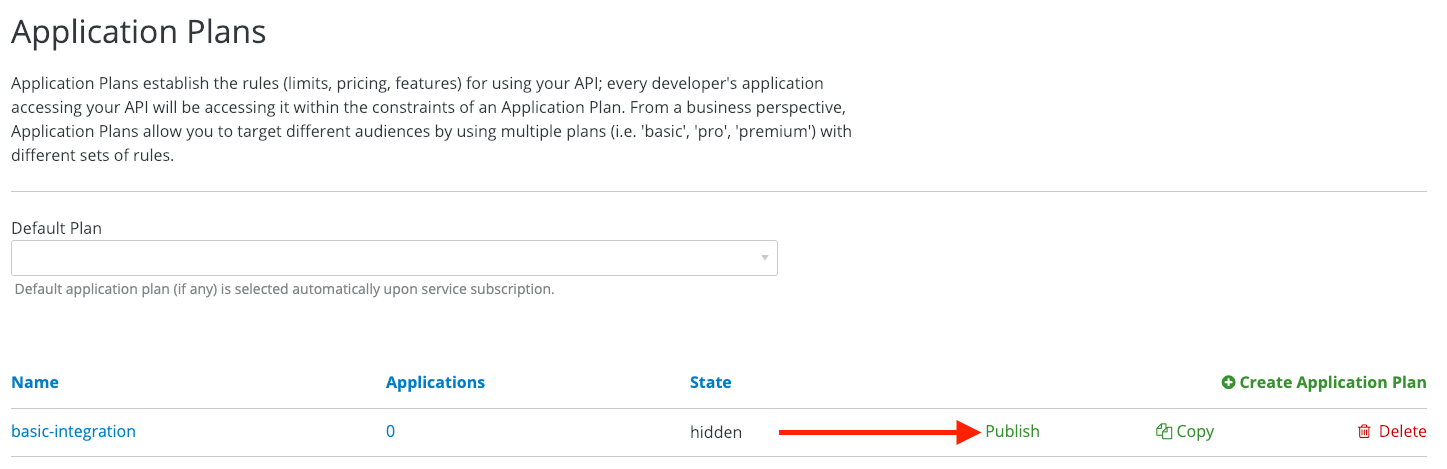 Application Plans
Application Plans establish the rules (limits, pricing, features) for using your API; every developer's application
accessing your API will be accessing it within the constraints of an Application Plan. From a business perspective,
Application Plans allow you to target different audiences by using multiple plans (i.e. 'basic', 'pro', 'premium') with
different sets of rules.
Default Plan
Default application plan (if any) is selected automatically upon service subscription.
Name Applications State Create Application Plan
basic-integration 0 hidden Publish Copy Delete